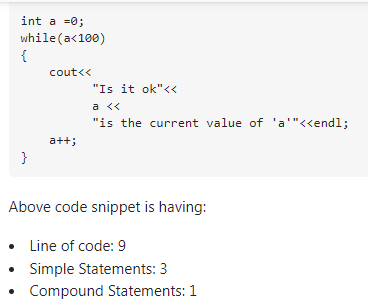 int a =0;
while(a<100)
{
cout<<
"Is it ok"<<
a <<
"is the current value of 'a'"<<endl;
a++;
}
Above code snippet is having:
• Line of code: 9
• Simple Statements: 3
• Compound Statements: 1